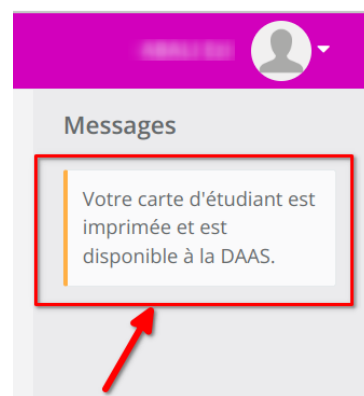 Messages
Votre carte d'étudiant est
imprimée et est
disponible à la DAAS.